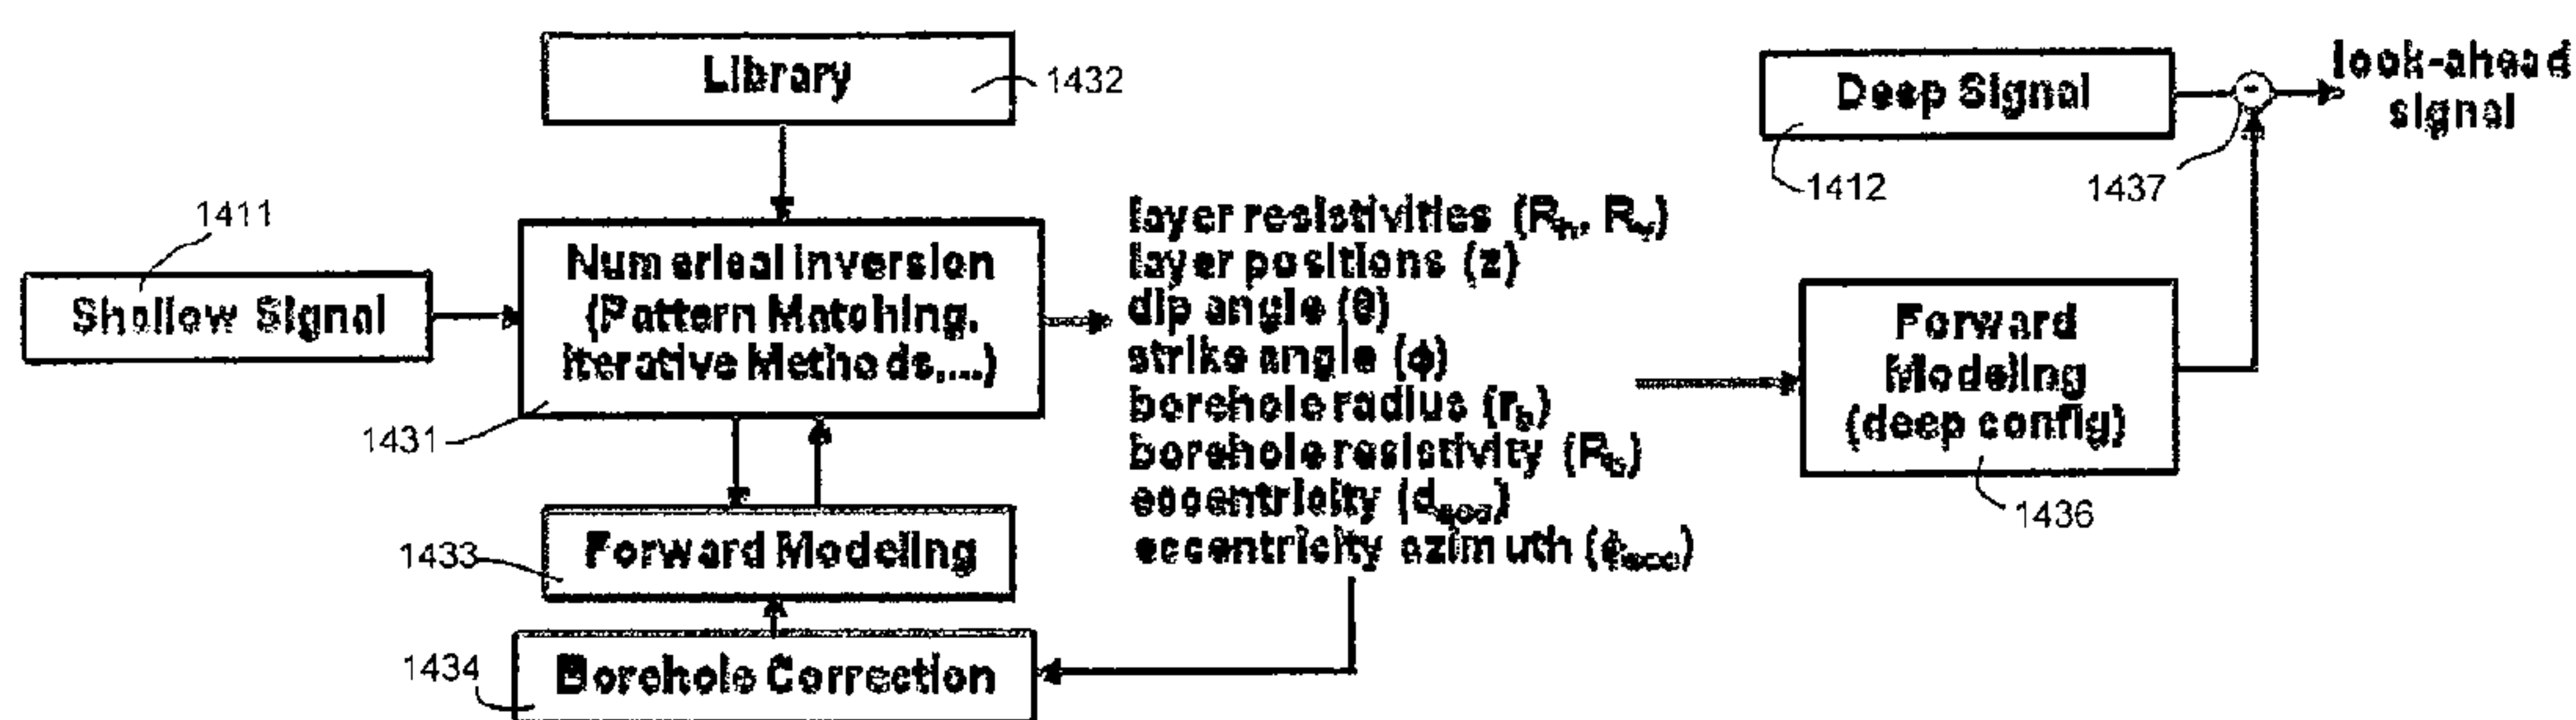 Library
1432
1411
Shallow Signal
Numerical Inversion
(Pattern Matching,
Iterative Methods,...)
1431
Forward Modeling
1433
Borehole Correction
1434
layer resistivities (Rh, Rv)
layer positions (z)
dip angle (θ)
strike angle (ϕ)
borehole radius (rb)
borehole resistivity (Rb)
eccentricity (decc)
eccentricity azimuth (ϕecc)
Deep Signal
1412
-
1437
look-ahead
signal
Forward
Modeling
(deep config)
1436